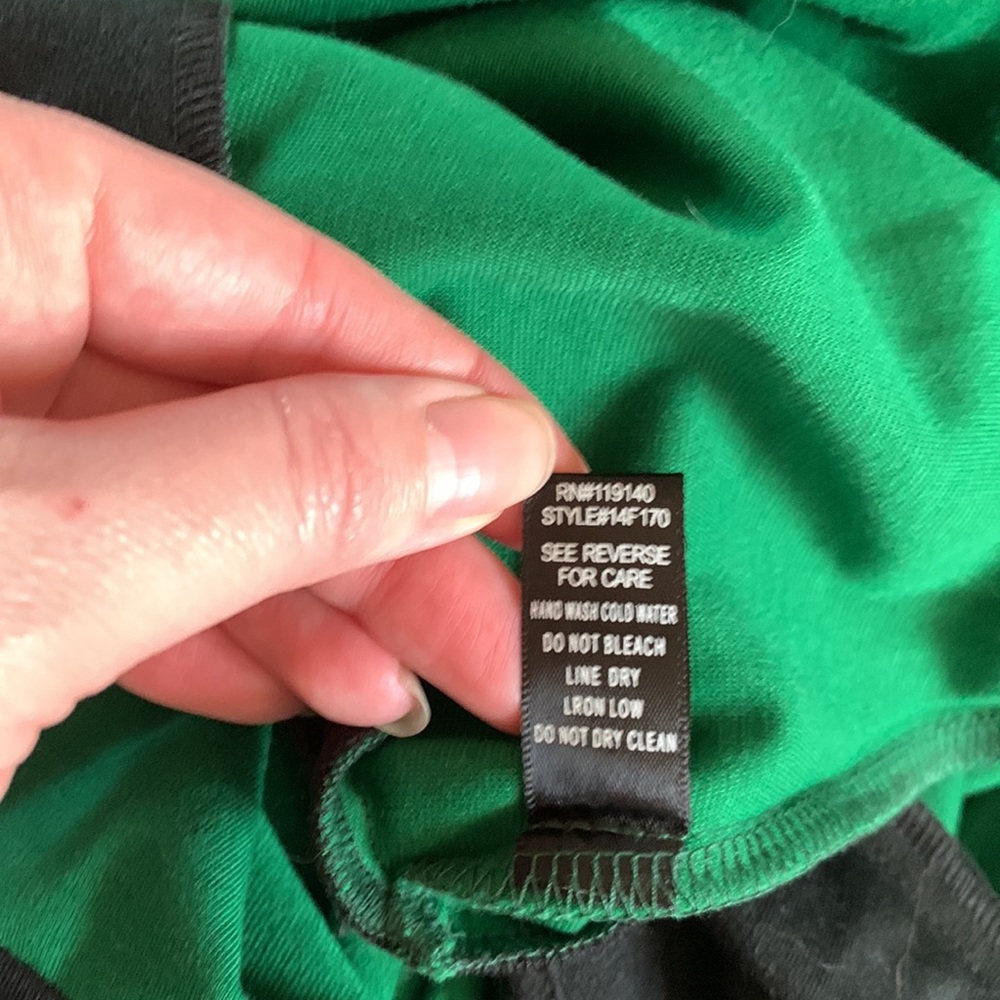 RN#119140
STYLE#14F170
SEE REVERSE
FOR CARE
HAND WASH COLD WATER
DO NOT BLEACH
LINE DRY
LRON LOW
DO NOT DRY CLEAN